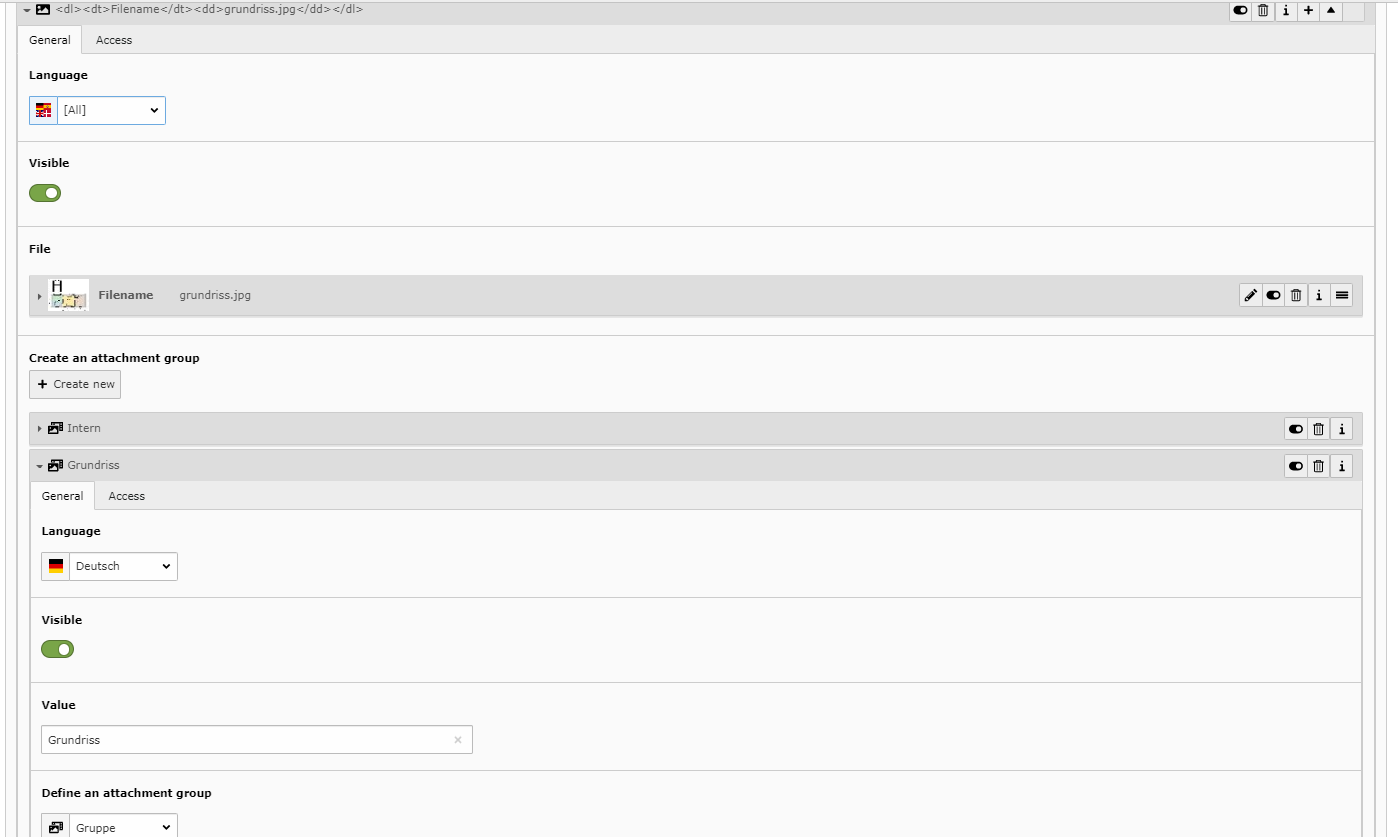 <dl><dt>Filename</dt><dd>grundriss.jpg</dd></dl>
General Access
Language
[All]
Visible
File
Filename grundriss.jpg
Create an attachment group
+ Create new
Intern
Grundriss
General Access
Language
Deutsch
Visible
Value
Grundriss ×
Define an attachment group
Gruppe